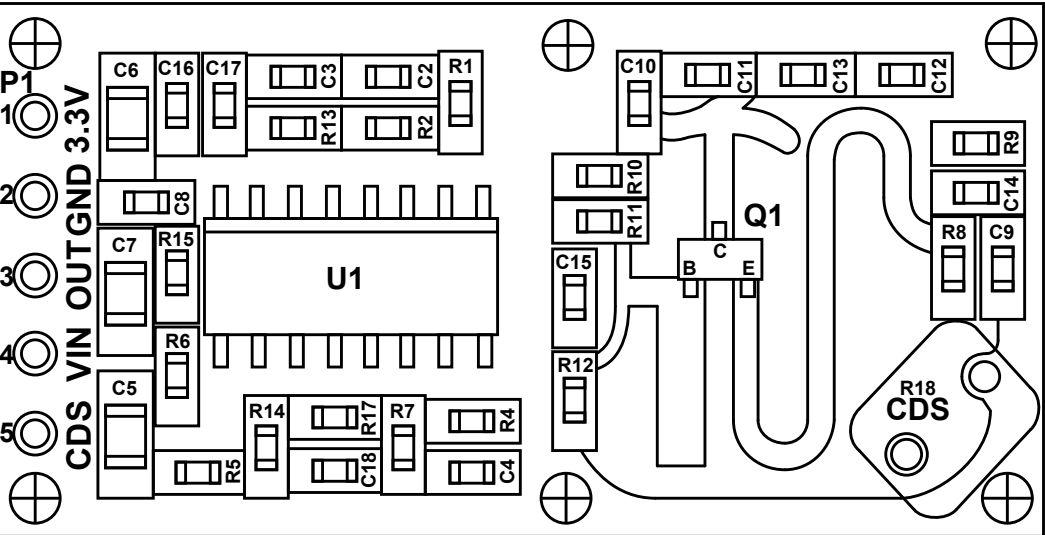 P1
1
2
3
4
5
CDS VIN OUTGND 3.3V
C6
C16
C17
C3
C2
R1
R13
R2
C8
C7
R15
U1
R6
C5
R14
R17
R7
R4
R5
C18
C4
C10
C11
C13
C12
R9
R10
C14
R11
Q1
C
B
E
R8
C9
C15
R12
R18
CDS